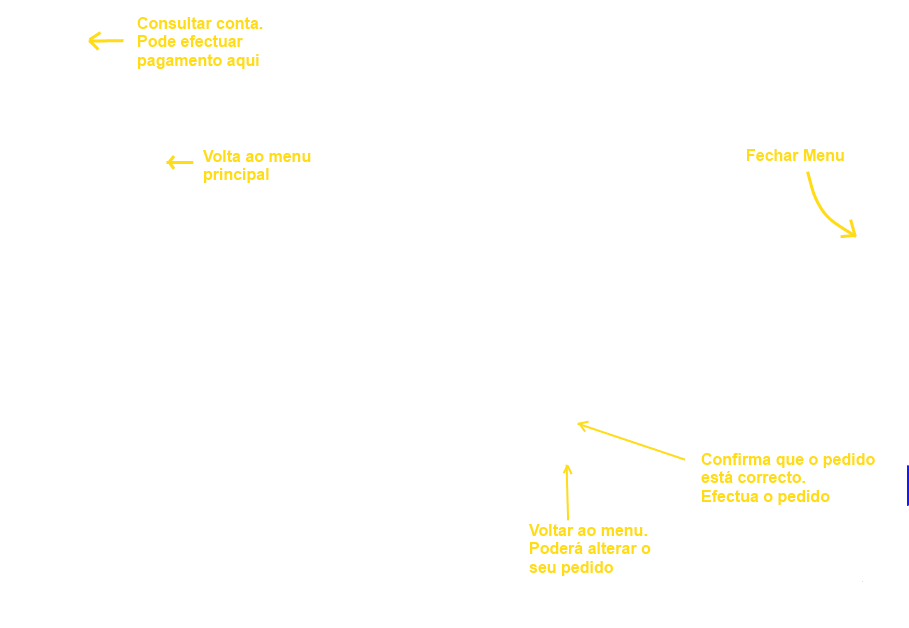 Consultar conta.
Pode efectuar
pagamento aqui
Volta ao menu
principal
Fechar Menu
Confirma que o pedido
está correcto.
Efectua o pedido
Voltar ao menu.
Poderá alterar o
seu pedido